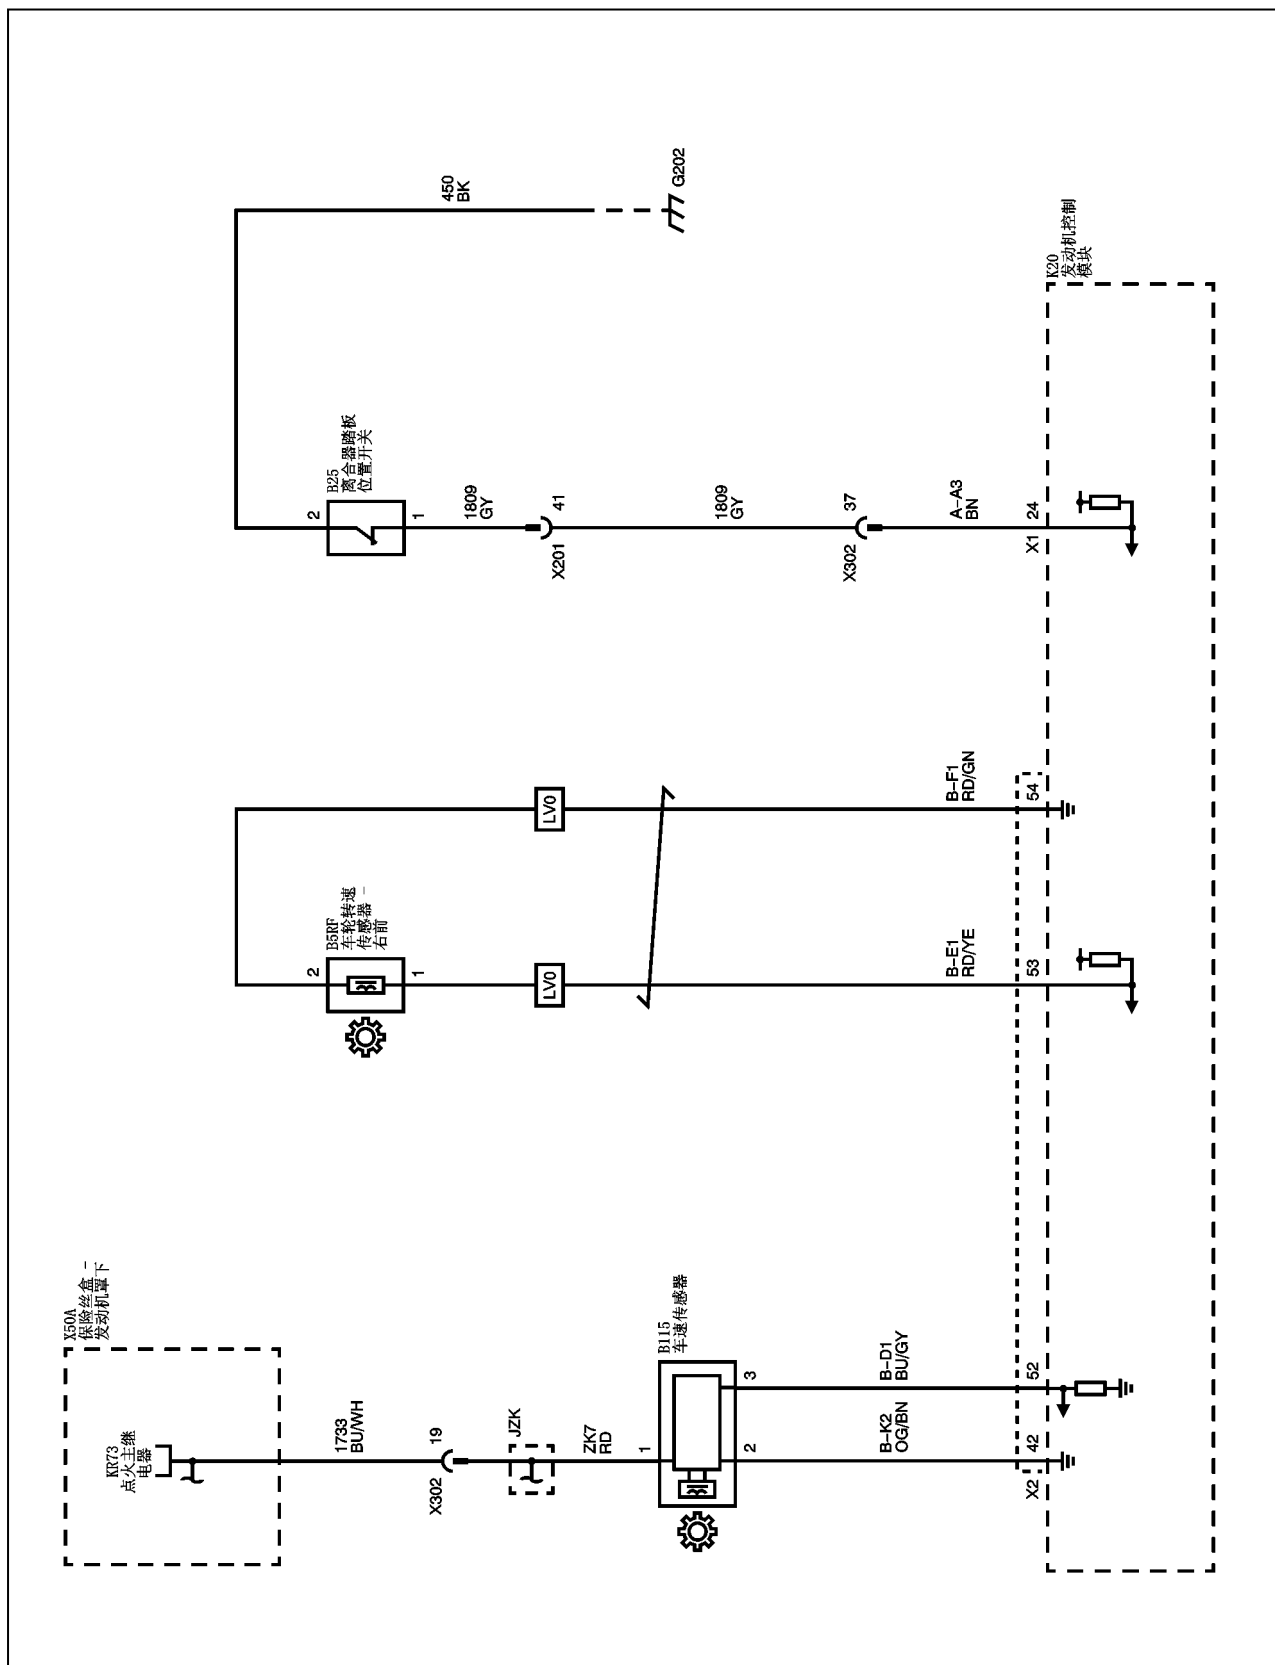 X50A
保险丝盒 -
发动机罩下
KR73
点火主继
电器
1733
BU/WH
19
X302
JZK
ZK7
RD
1
B115
车速传感器
2
3
B-K2
OG/BN
B-D1
BU/GY
X2
42
52
B5RF
车轮转速
传感器 -
右前
2
1
LV0
LV0
B-E1
RD/YE
B-F1
RD/GN
53
54
B25
离合器踏板
位置开关
2
1
450
BK
G202
1809
GY
41
X201
1809
GY
37
X302
A-A3
BN
X1
24
K20
发动机控制
模块